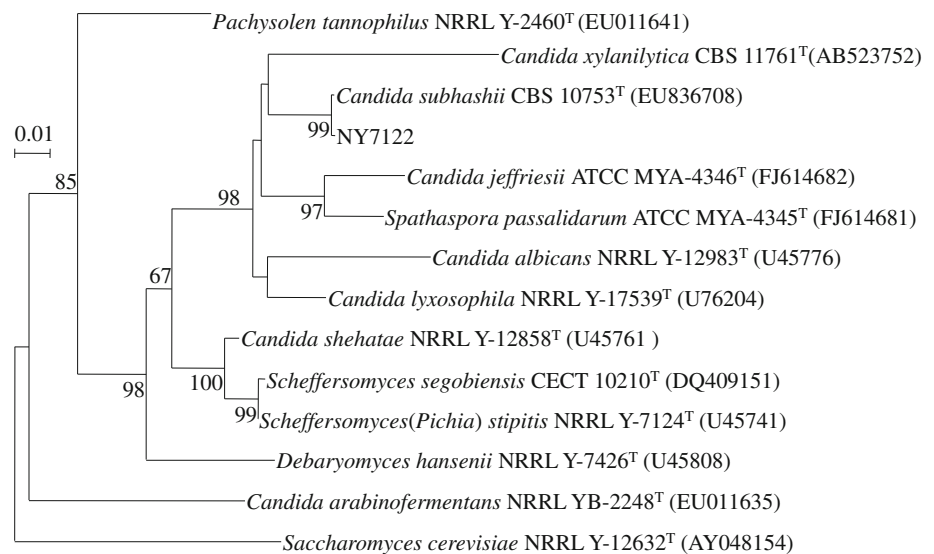 Pachysolen tannophilus NRRL Y-2460ᵀ (EU011641)
Candida xylanilytica CBS 11761ᵀ(AB523752)
Candida subhashii CBS 10753ᵀ (EU836708)
0.01
99 NY7122
85
Candida jeffriesii ATCC MYA-4346ᵀ (FJ614682)
98
97
Spathaspora passalidarum ATCC MYA-4345ᵀ (FJ614681)
Candida albicans NRRL Y-12983ᵀ (U45776)
67
Candida lyxosophila NRRL Y-17539ᵀ (U76204)
Candida shehatae NRRL Y-12858ᵀ (U45761 )
98
100
Scheffersomyces segobiensis CECT 10210ᵀ (DQ409151)
99
Scheffersomyces(Pichia) stipitis NRRL Y-7124ᵀ (U45741)
Debaryomyces hansenii NRRL Y-7426ᵀ (U45808)
Candida arabinofermentans NRRL YB-2248ᵀ (EU011635)
Saccharomyces cerevisiae NRRL Y-12632ᵀ (AY048154)